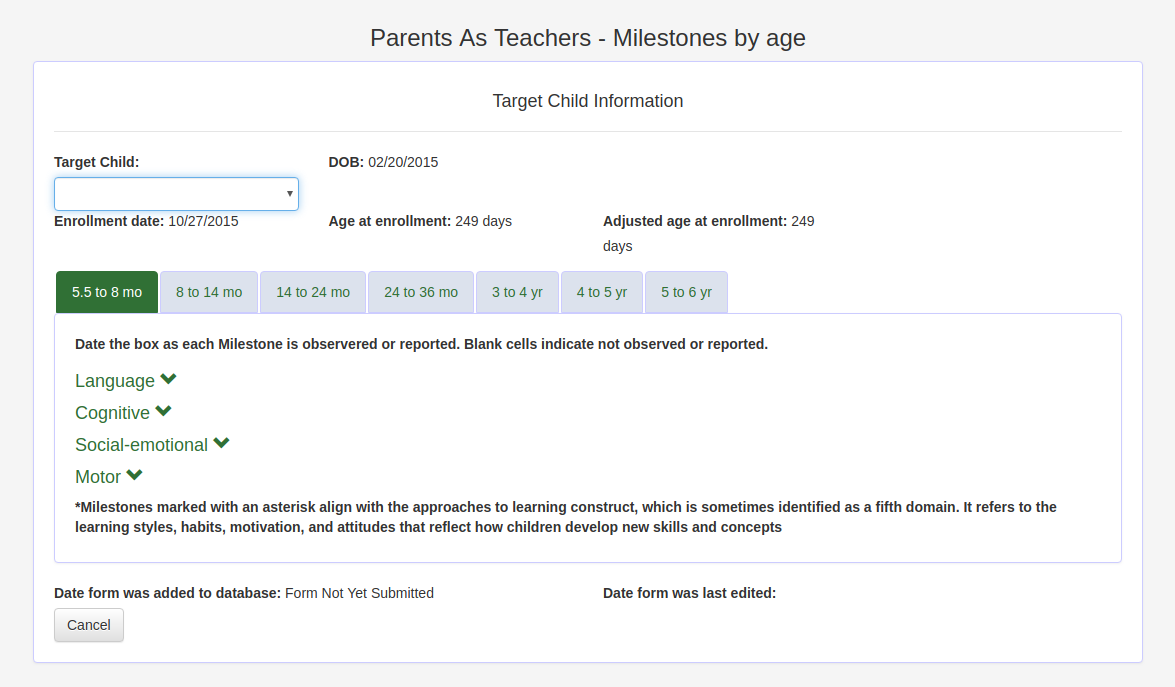 Parents As Teachers - Milestones by age
Target Child Information
Target Child:
DOB: 02/20/2015
Enrollment date: 10/27/2015
Age at enrollment: 249 days
Adjusted age at enrollment: 249
days
5.5 to 8 mo
8 to 14 mo
14 to 24 mo
24 to 36 mo
3 to 4 yr
4 to 5 yr
5 to 6 yr
Date the box as each Milestone is observered or reported. Blank cells indicate not observed or reported.
Language
Cognitive
Social-emotional
Motor
*Milestones marked with an asterisk align with the approaches to learning construct, which is sometimes identified as a fifth domain. It refers to the
learning styles, habits, motivation, and attitudes that reflect how children develop new skills and concepts
Date form was added to database: Form Not Yet Submitted
Date form was last edited:
Cancel